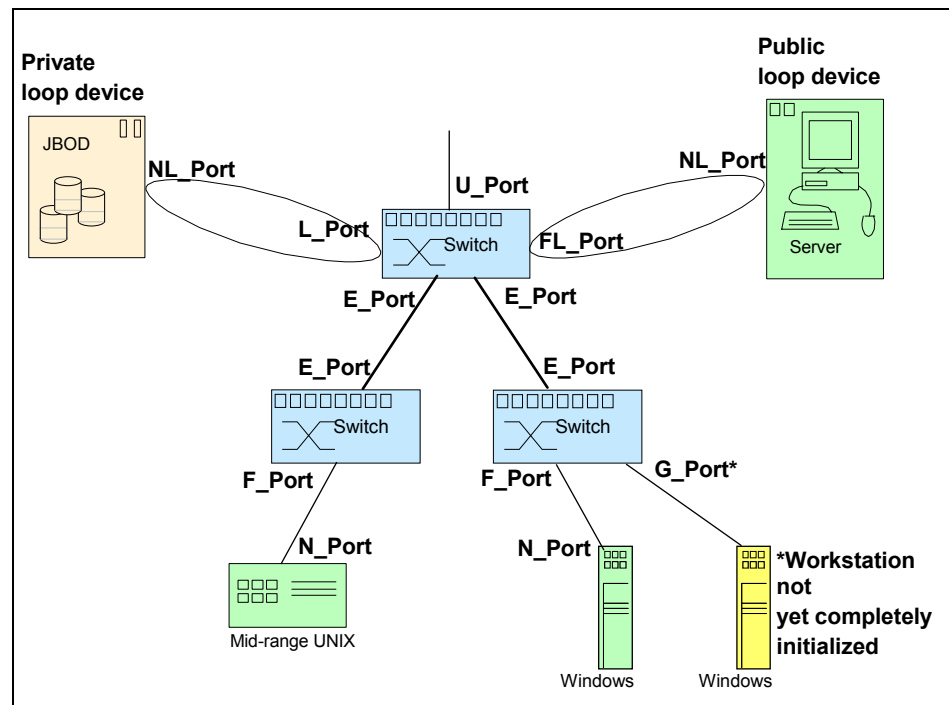 Private
loop device
Public
loop device
JBOD
NL_Port
NL_Port
U_Port
L_Port
Switch
FL_Port
Server
E_Port
E_Port
E_Port
E_Port
Switch
Switch
F_Port
F_Port
G_Port*
N_Port
N_Port
*Workstation
not
yet completely
initialized
Mid-range UNIX
Windows
Windows